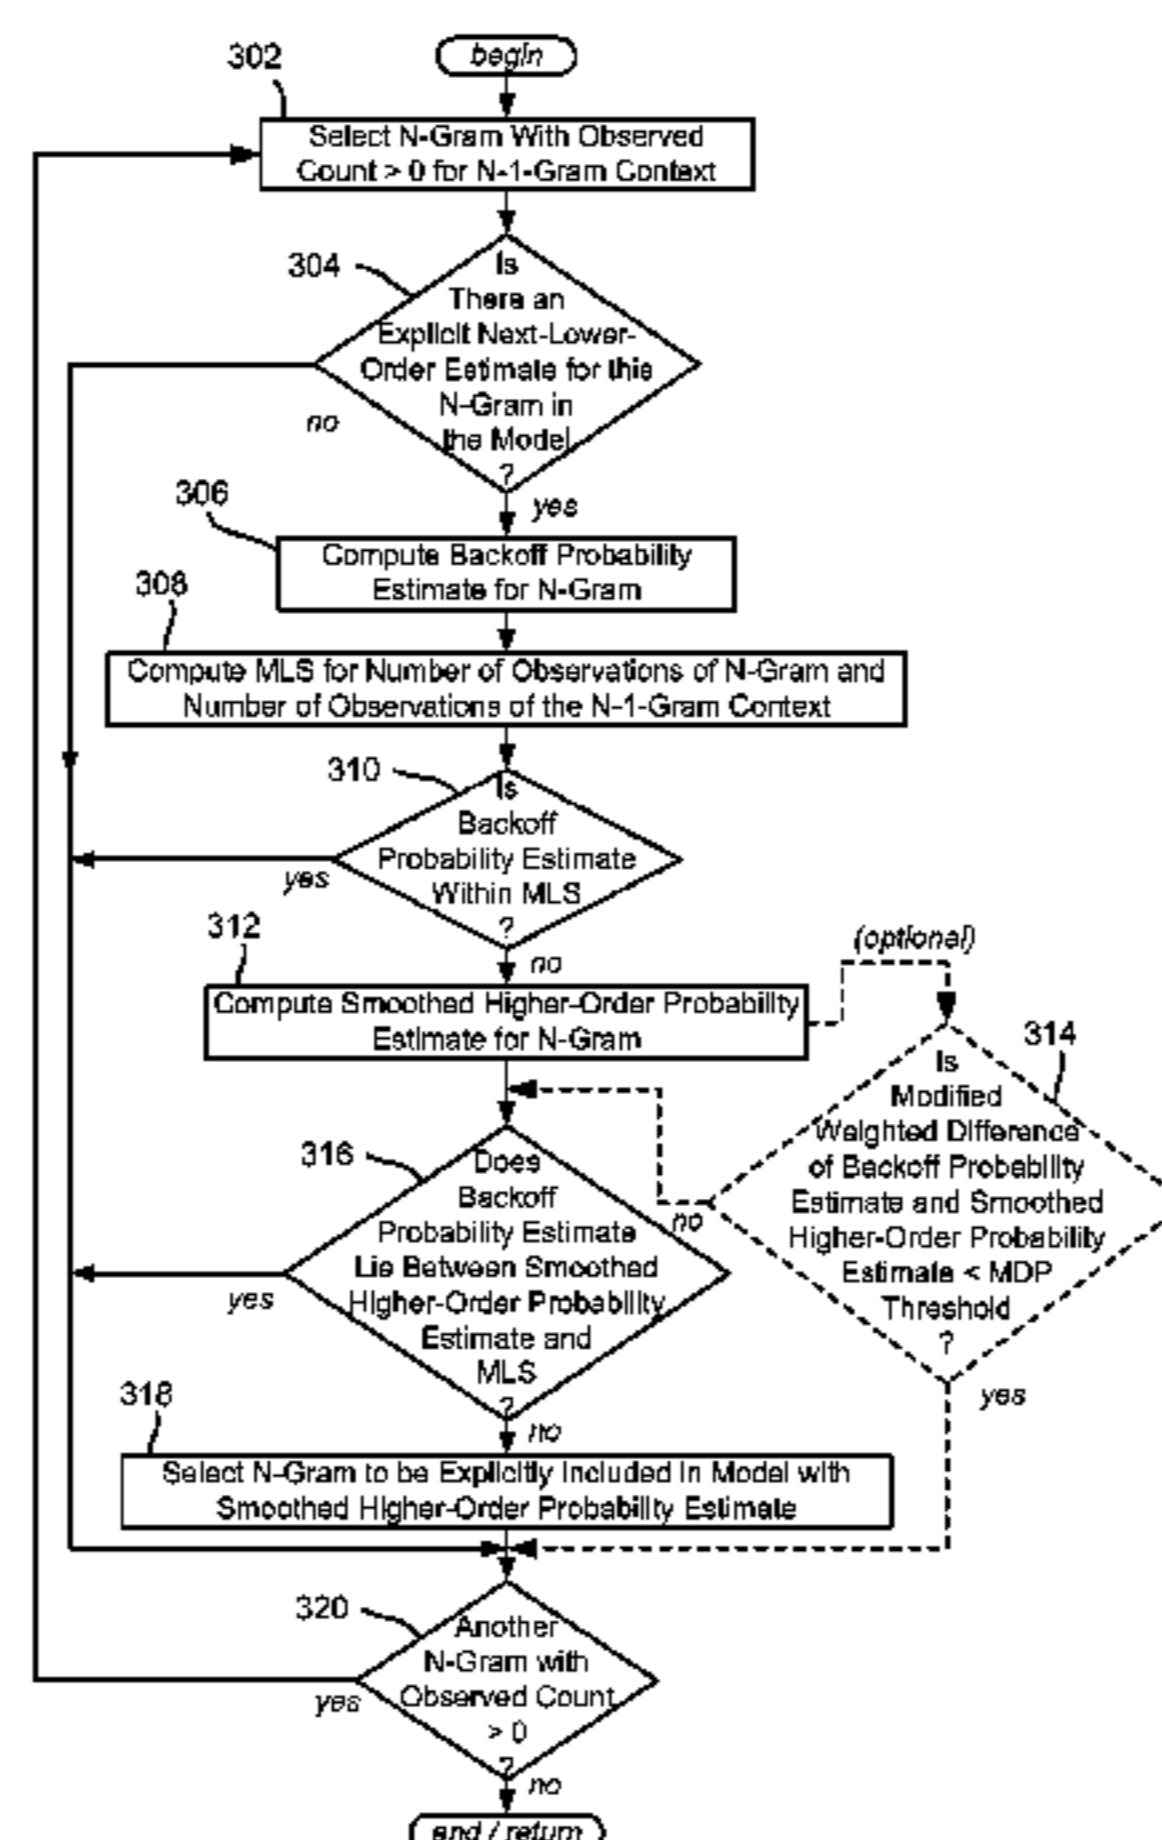 begin
302
Select N-Gram With Observed
Count > 0 for N-1-Gram Context
304
Is
There an
Explicit Next-Lower-
Order Estimate for this
N-Gram in
the Model
?
no
yes
306
Compute Backoff Probability
Estimate for N-Gram
308
Compute MLS for Number of Observations of N-Gram and
Number of Observations of the N-1-Gram Context
310
Is
Backoff
Probability Estimate
Within MLS
?
yes
no
312
Compute Smoothed Higher-Order Probability
Estimate for N-Gram
(optional)
314
Is
Modified
Weighted Difference
of Backoff Probability
Estimate and Smoothed
Higher-Order Probability
Estimate < MDP
Threshold
?
no
yes
316
Does
Backoff
Probability Estimate
Lie Between Smoothed
Higher-Order Probability
Estimate and
MLS
?
yes
no
318
Select N-Gram to be Explicitly Included in Model with
Smoothed Higher-Order Probability Estimate
320
Another
N-Gram with
Observed Count
> 0
?
yes
no
end / return